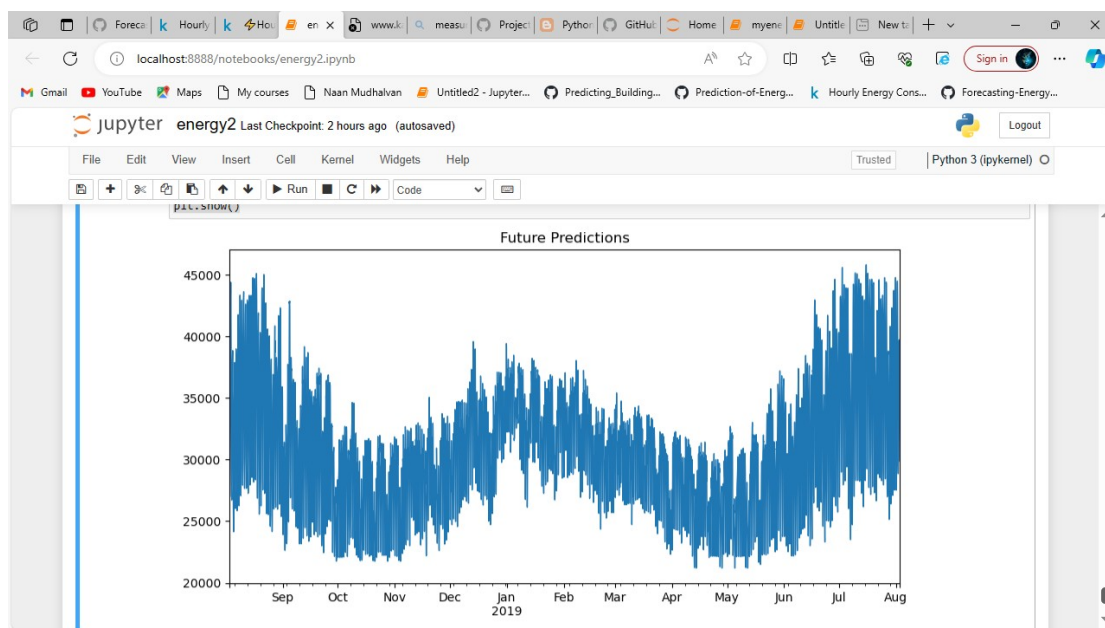 Foreca Hourly Hou en www.k measu Project Python GitHub Home myene Untitle New ta
localhost:8888/notebooks/energy2.ipynb Sign in
Gmail YouTube Maps My courses Naan Mudhalvan Untitled2 - Jupyter... Predicting_Building... Prediction-of-Energ... Hourly Energy Cons... Forecasting-Energy...
jupyter energy2 Last Checkpoint: 2 hours ago (autosaved) Logout
File Edit View Insert Cell Kernel Widgets Help Trusted Python 3 (ipykernel)
Run Code
plt.show()
Future Predictions
45000
40000
35000
30000
25000
20000
Sep Oct Nov Dec Jan Feb Mar Apr May Jun Jul Aug
2019